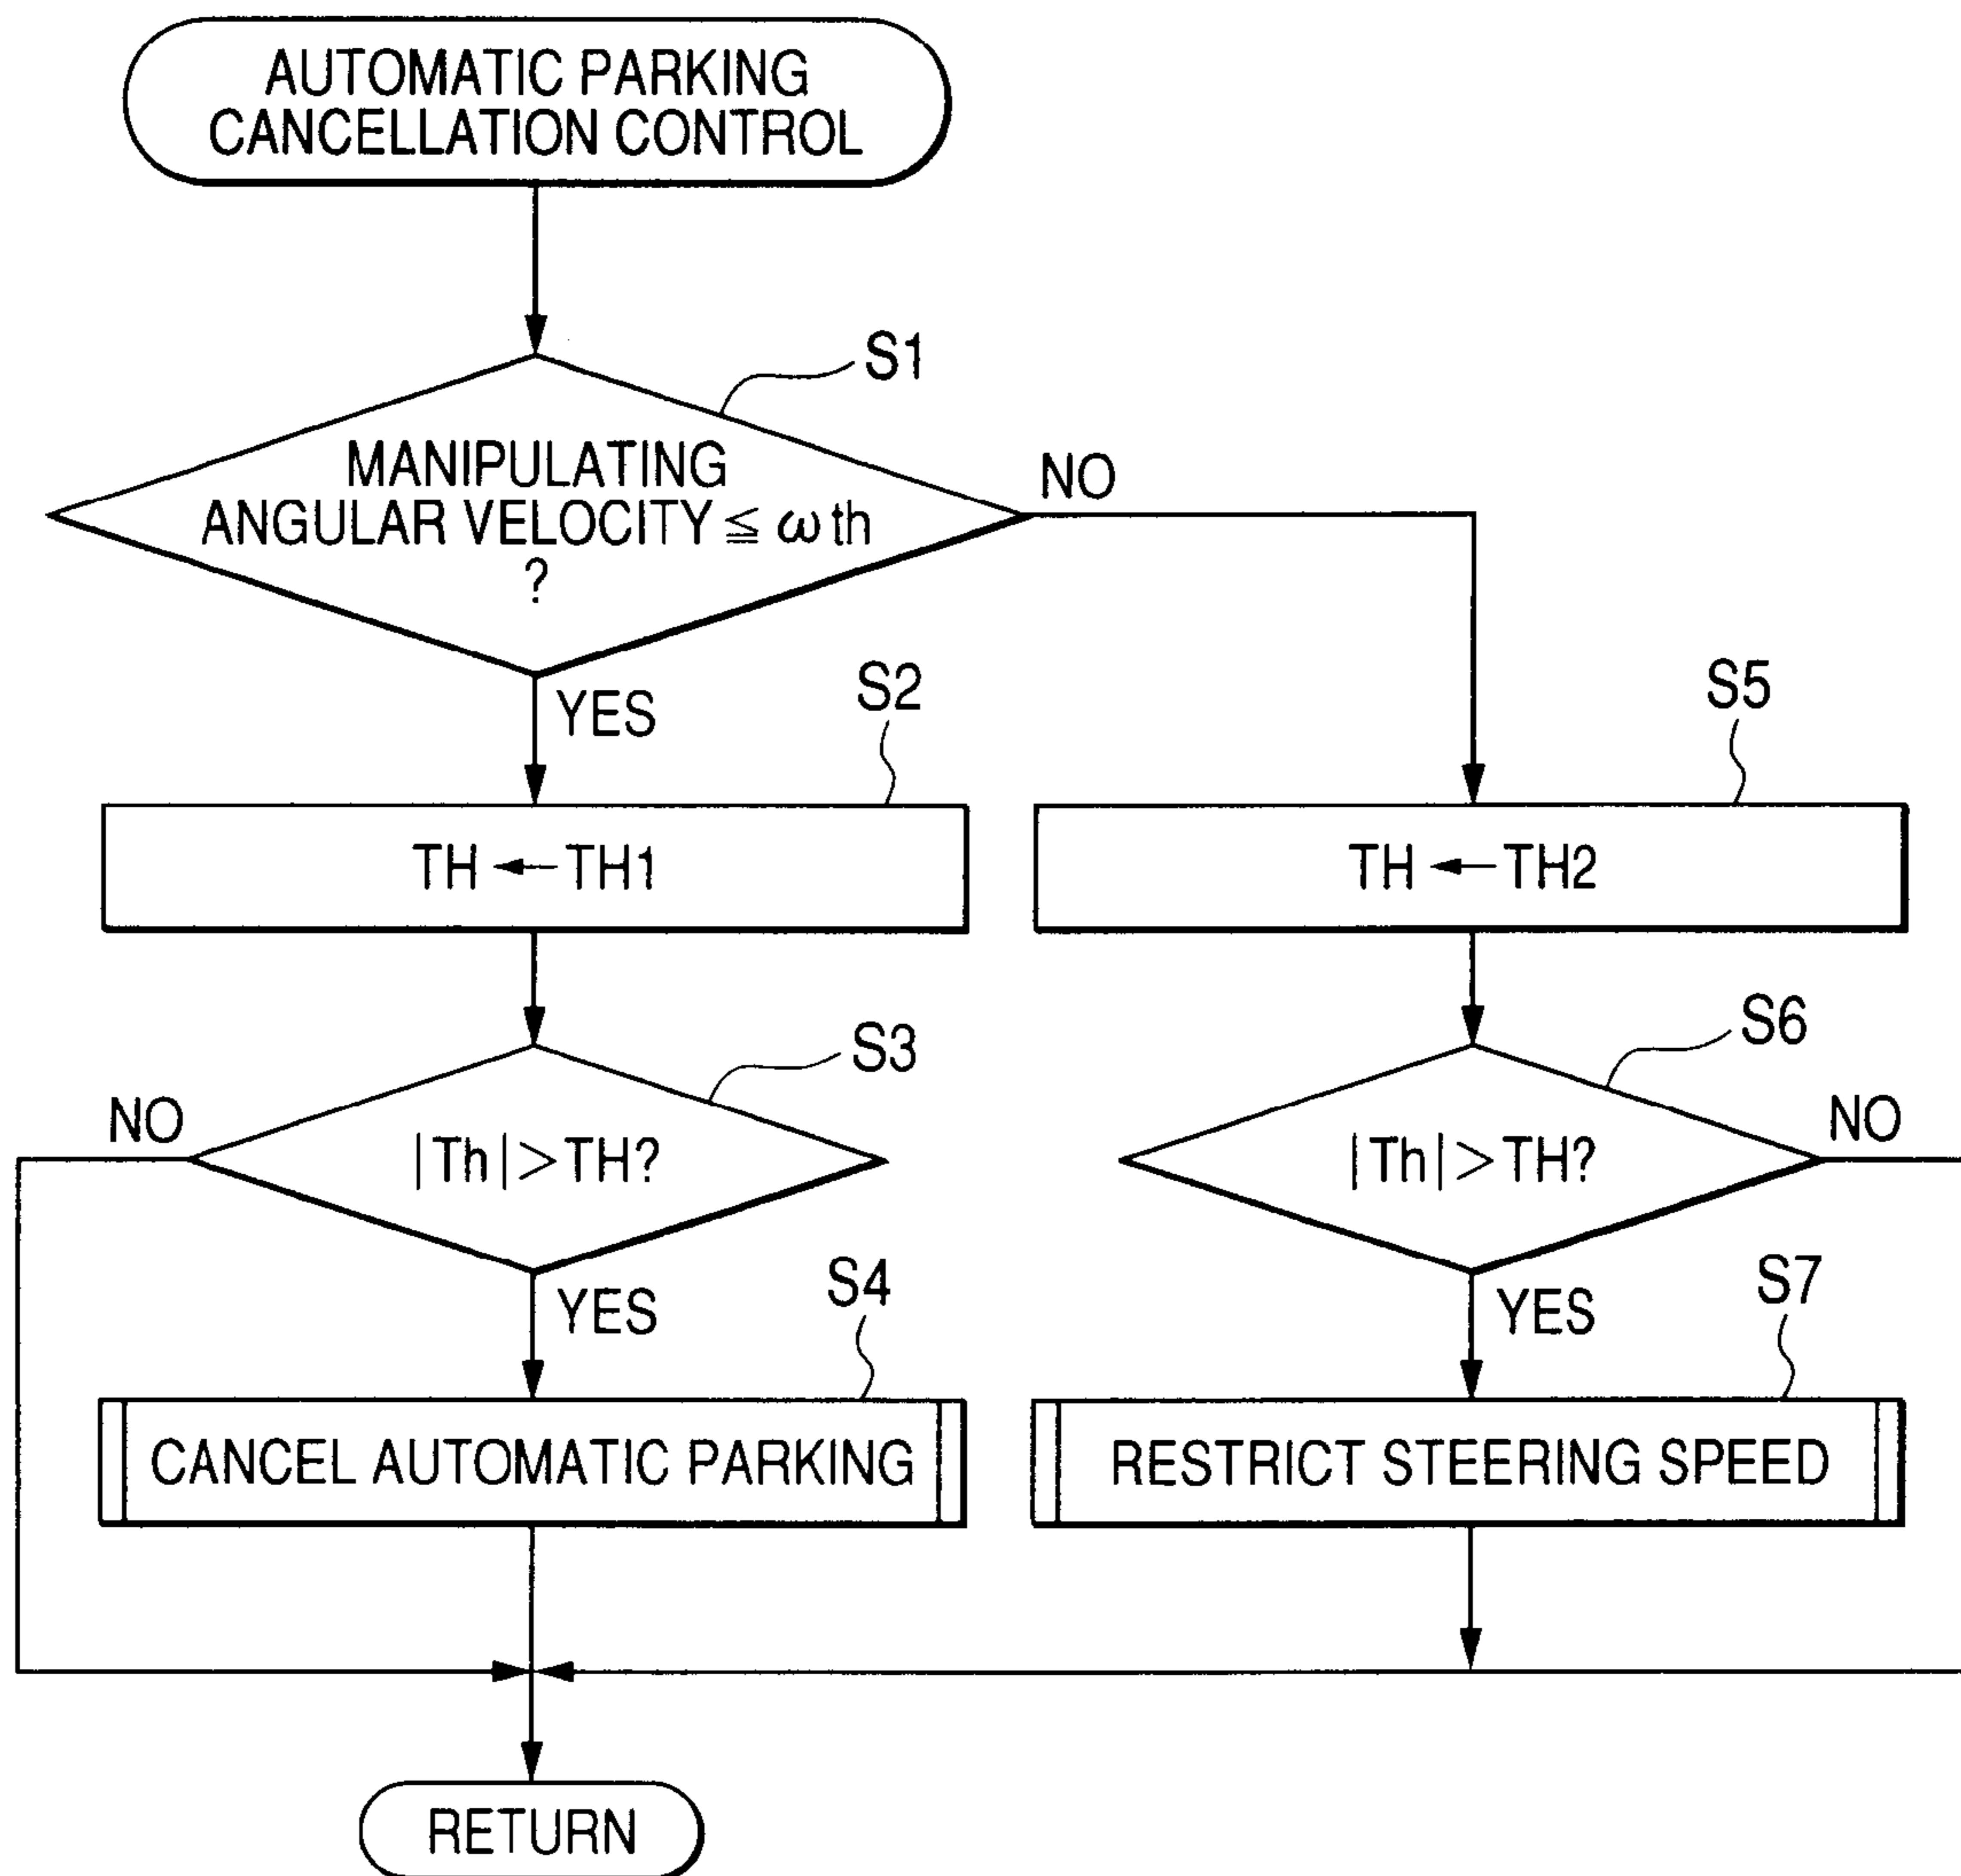 AUTOMATIC PARKING
CANCELLATION CONTROL
S1
MANIPULATING
ANGULAR VELOCITY ≦ ωth
?
NO
YES
S2
TH ← TH1
S5
TH ← TH2
S3
|Th| > TH?
NO
YES
S6
|Th| > TH?
NO
YES
S4
CANCEL AUTOMATIC PARKING
S7
RESTRICT STEERING SPEED
RETURN